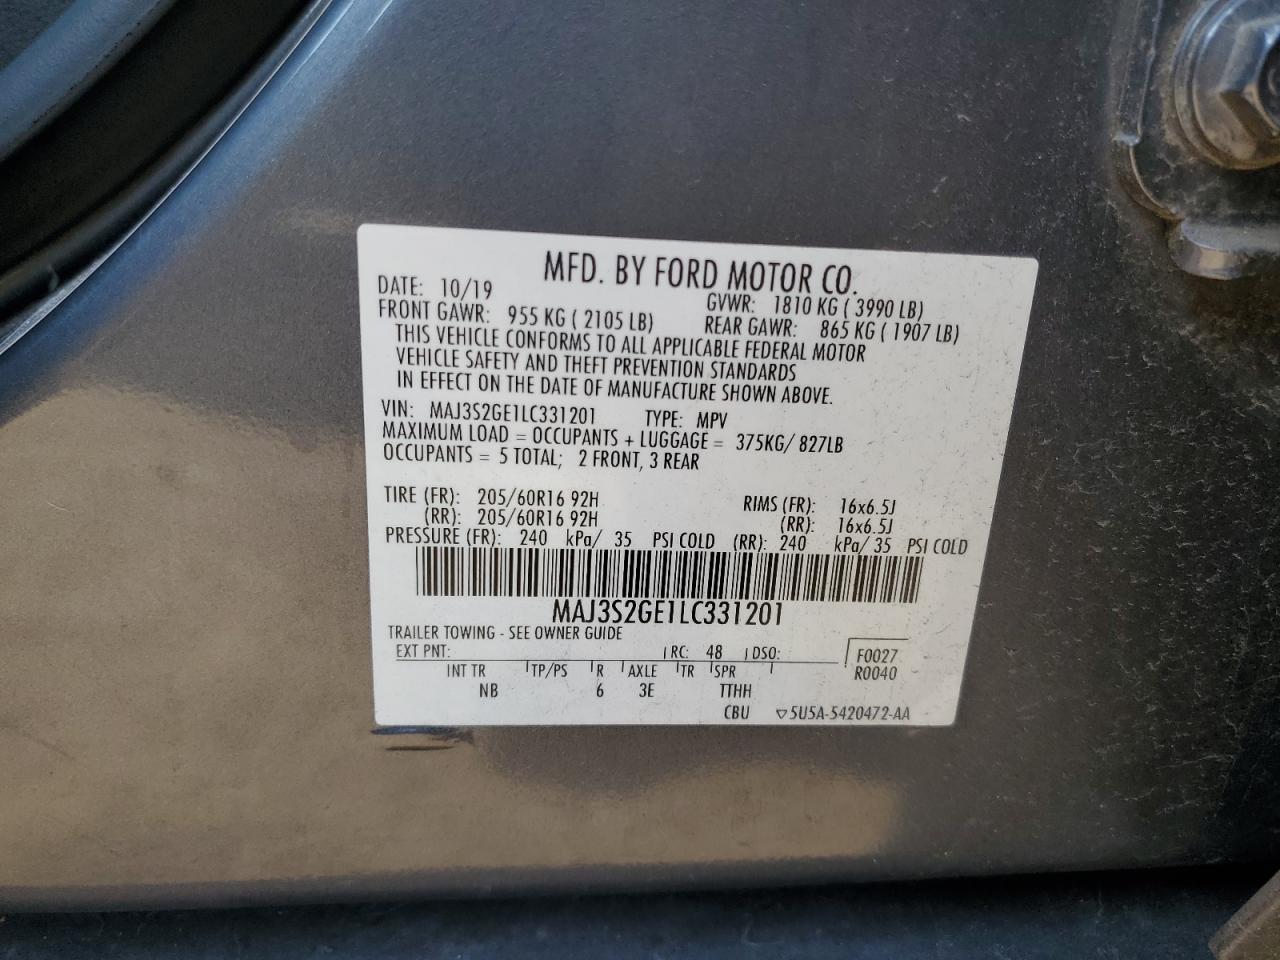 MFD. BY FORD MOTOR CO.
DATE: 10/19 GVWR: 1810 KG ( 3990 LB)
FRONT GAWR: 955 KG ( 2105 LB) REAR GAWR: 865 KG ( 1907 LB)
THIS VEHICLE CONFORMS TO ALL APPLICABLE FEDERAL MOTOR
VEHICLE SAFETY AND THEFT PREVENTION STANDARDS
IN EFFECT ON THE DATE OF MANUFACTURE SHOWN ABOVE.
VIN: MAJ3S2GE1LC331201 TYPE: MPV
MAXIMUM LOAD = OCCUPANTS + LUGGAGE = 375KG/ 827LB
OCCUPANTS = 5 TOTAL; 2 FRONT, 3 REAR
TIRE (FR): 205/60R16 92H RIMS (FR): 16x6.5J
(RR): 205/60R16 92H (RR): 16x6.5J
PRESSURE (FR): 240 kPa/ 35 PSI COLD (RR): 240 kPa/ 35 PSI COLD
MAJ3S2GE1LC331201
TRAILER TOWING - SEE OWNER GUIDE
EXT PNT: RC: 48 DSO: F0027
INT TR TP/PS R AXLE TR SPR R0040
NB 6 3E TTHH
CBU ▽5U5A-5420472-AA